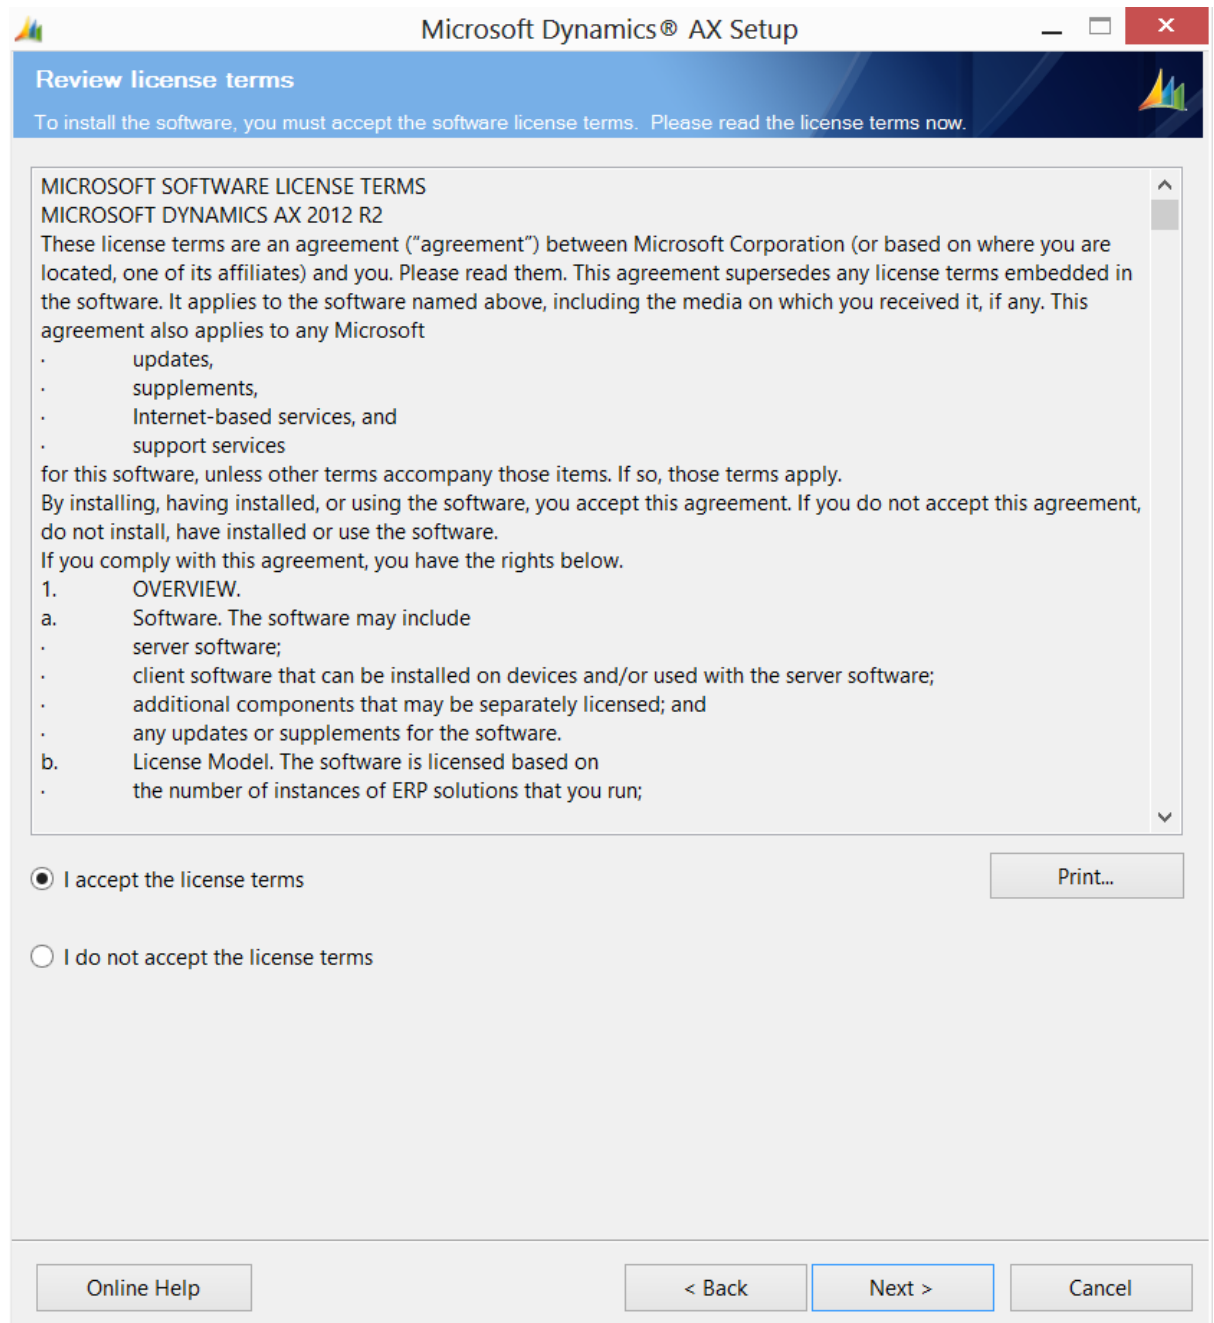 Microsoft Dynamics® AX Setup
Review license terms
To install the software, you must accept the software license terms.  Please read the license terms now.
MICROSOFT SOFTWARE LICENSE TERMS
MICROSOFT DYNAMICS AX 2012 R2
These license terms are an agreement (“agreement”) between Microsoft Corporation (or based on where you are
located, one of its affiliates) and you. Please read them. This agreement supersedes any license terms embedded in
the software. It applies to the software named above, including the media on which you received it, if any. This
agreement also applies to any Microsoft
· updates,
· supplements,
· Internet-based services, and
· support services
for this software, unless other terms accompany those items. If so, those terms apply.
By installing, having installed, or using the software, you accept this agreement. If you do not accept this agreement,
do not install, have installed or use the software.
If you comply with this agreement, you have the rights below.
1. OVERVIEW.
a. Software. The software may include
· server software;
· client software that can be installed on devices and/or used with the server software;
· additional components that may be separately licensed; and
· any updates or supplements for the software.
b. License Model. The software is licensed based on
· the number of instances of ERP solutions that you run;
I accept the license terms
Print...
I do not accept the license terms
Online Help
< Back
Next >
Cancel